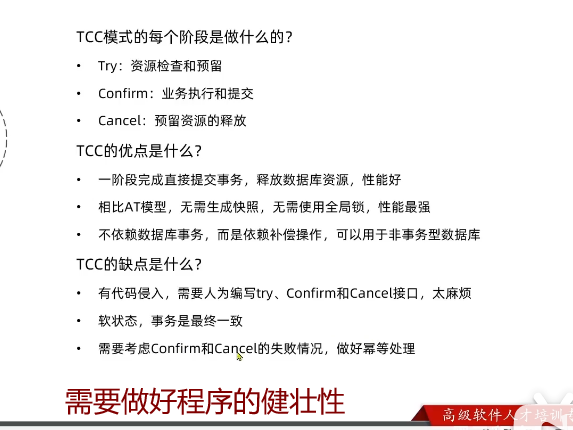 TCC模式的每个阶段是做什么的？
• Try：资源检查和预留
• Confirm：业务执行和提交
• Cancel：预留资源的释放
TCC的优点是什么？
• 一阶段完成直接提交事务，释放数据库资源，性能好
• 相比AT模型，无需生成快照，无需使用全局锁，性能最强
• 不依赖数据库事务，而是依赖补偿操作，可以用于非事务型数据库
TCC的缺点是什么？
• 有代码侵入，需要人为编写try、Confirm和Cancel接口，太麻烦
• 软状态，事务是最终一致
• 需要考虑Confirm和Cancel的失败情况，做好幂等处理
需要做好程序的健壮性
高级软件人才培训